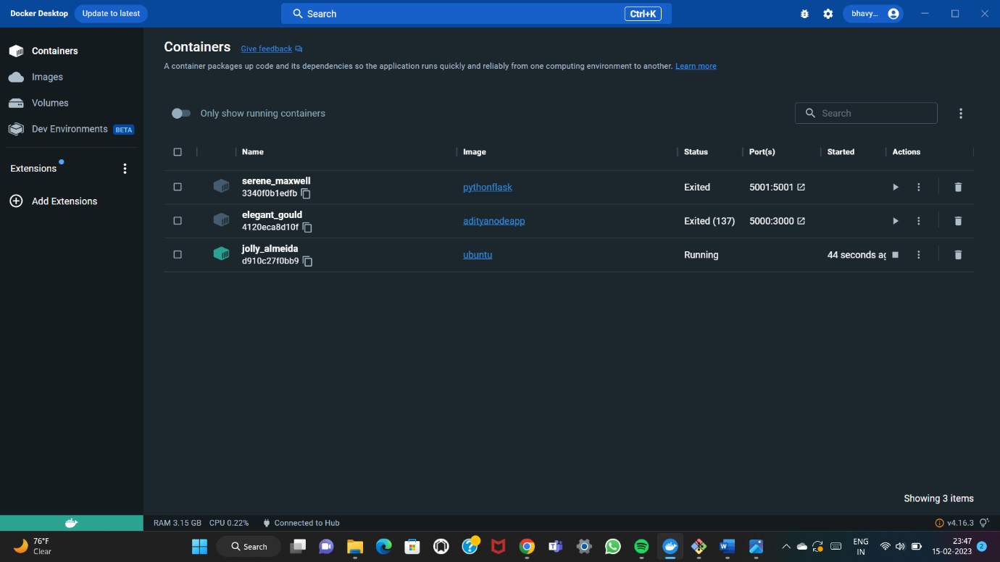 Docker Desktop Update to latest Search Ctrl+K bhavy...
Containers
Images
Volumes
Dev Environments BETA
Extensions
Add Extensions
Containers Give feedback
A container packages up code and its dependencies so the application runs quickly and reliably from one computing environment to another. Learn more
Only show running containers Search
Name Image Status Port(s) Started Actions
serene_maxwell
3340f0b1edfb pythonflask Exited 5001:5001
elegant_gould
4120eca8d10f adityanodeapp Exited (137) 5000:3000
jolly_almeida
d910c27f0bb9 ubuntu Running 44 seconds ag
Showing 3 items
RAM 3.15 GB CPU 0.22% Connected to Hub v4.16.3
76°F
Clear
Search
ENG
IN
23:47
15-02-2023
2